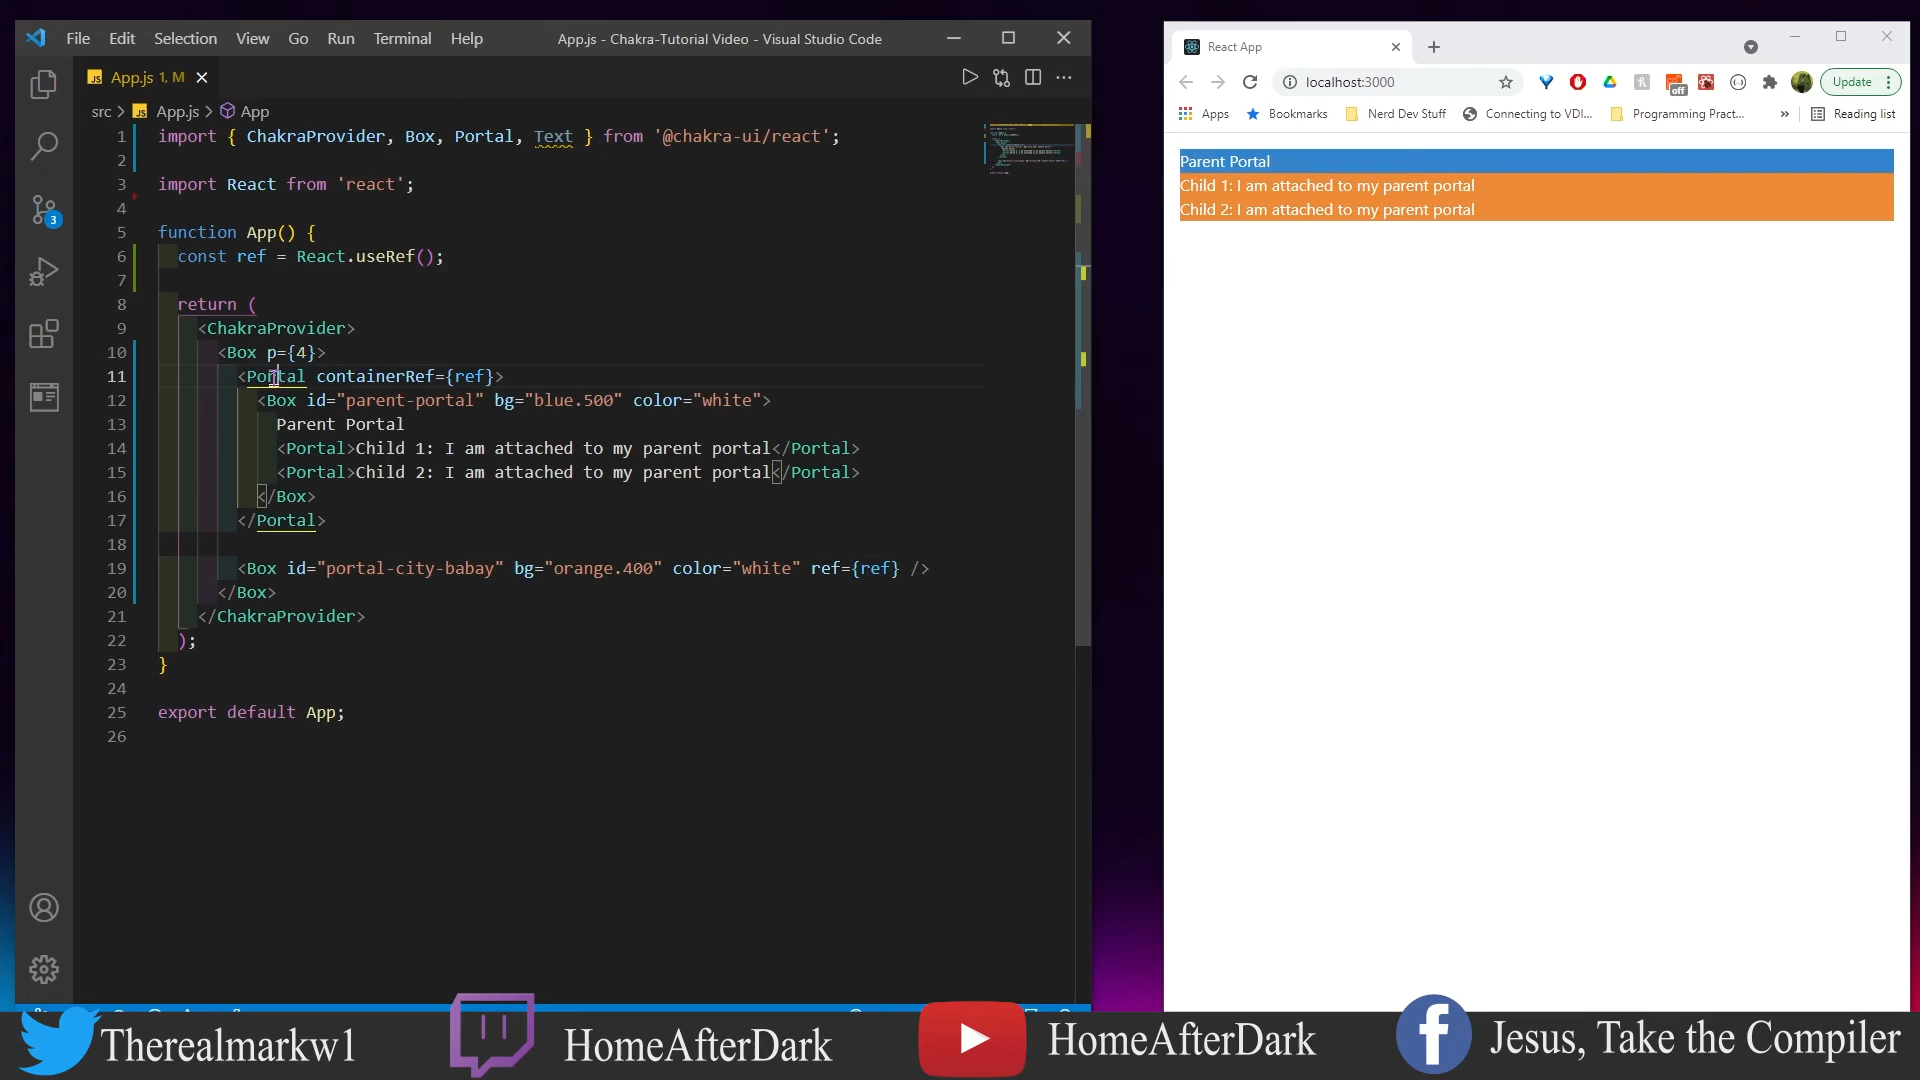 File Edit Selection View Go Run Terminal Help
App.js - Chakra-Tutorial Video - Visual Studio Code
App.js 1, M
src > App.js > App
1 import { ChakraProvider, Box, Portal, Text } from '@chakra-ui/react';
2
3 import React from 'react';
4
5 function App() {
6 const ref = React.useRef();
7
8 return (
9 <ChakraProvider>
10 <Box p={4}>
11 <Portal containerRef={ref}>
12 <Box id="parent-portal" bg="blue.500" color="white">
13 Parent Portal
14 <Portal>Child 1: I am attached to my parent portal</Portal>
15 <Portal>Child 2: I am attached to my parent portal</Portal>
16 </Box>
17 </Portal>
18
19 <Box id="portal-city-babay" bg="orange.400" color="white" ref={ref} />
20 </Box>
21 </ChakraProvider>
22 );
23 }
24
25 export default App;
26
3
React App
localhost:3000
off
Update
Apps Bookmarks Nerd Dev Stuff Connecting to VDI... Programming Pract... » Reading list
Parent Portal
Child 1: I am attached to my parent portal
Child 2: I am attached to my parent portal
Therealmarkw1 HomeAfterDark HomeAfterDark Jesus, Take the Compiler